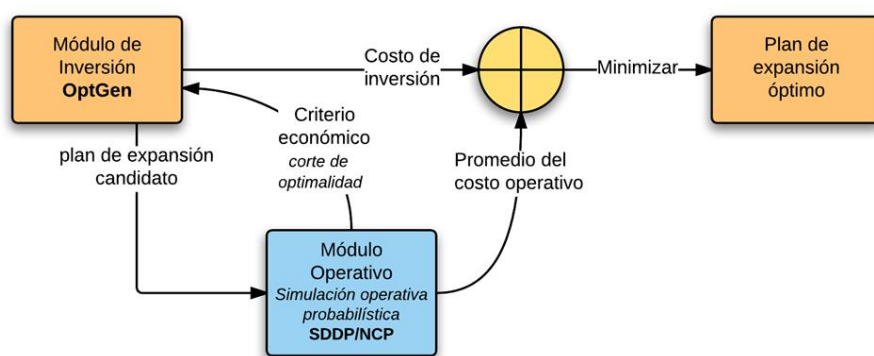 Módulo de
Inversión
OptGen
Costo de
inversión
Minimizar
Plan de
expansión
óptimo
Criterio
económico
corte de
optimalidad
plan de expansión
candidato
Promedio del
costo operativo
Módulo
Operativo
Simulación operativa
probabilística
SDDP/NCP